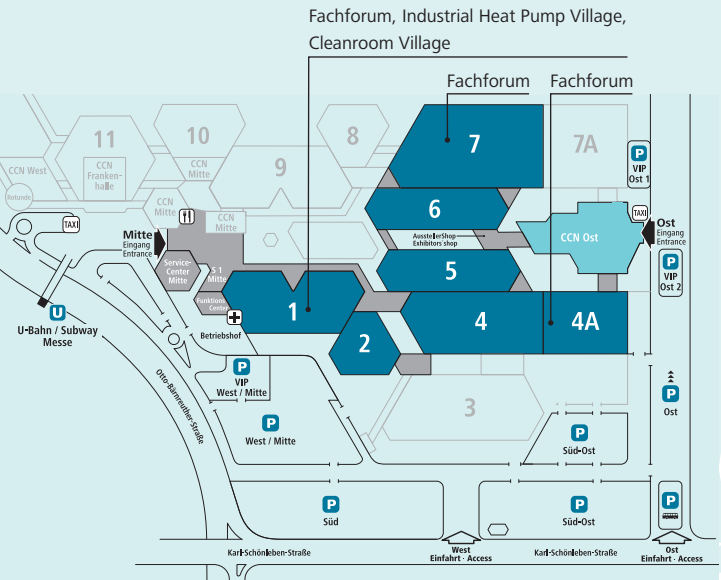 Fachforum, Industrial Heat Pump Village,
Cleanroom Village
Fachforum
Fachforum
11
10
8
7
7A
CCN West
CCN
Franken-
halle
CCN
Mitte
9
P
VIP
Ost 1
Rotunde
CCN
Mitte
CCN
Mitte
6
TAXI
TAXI
Mitte
Eingang
Entrance
AusstellerShop
Exhibitors' shop
CCN Ost
Ost
Eingang
Entrance
Service-
Center
Mitte
S 1
Mitte
5
P
VIP
Ost 2
Funktions-
Center
1
4
4A
U
U-Bahn / Subway
Messe
Betriebshof
2
P
VIP
West / Mitte
Otto-Bärnreuther-Straße
P
West / Mitte
3
P
Ost
P
Süd-Ost
P
Süd
P
Süd-Ost
P
Karl-Schönleben-Straße
West
Einfahrt · Access
Karl-Schönleben-Straße
Ost
Einfahrt · Access